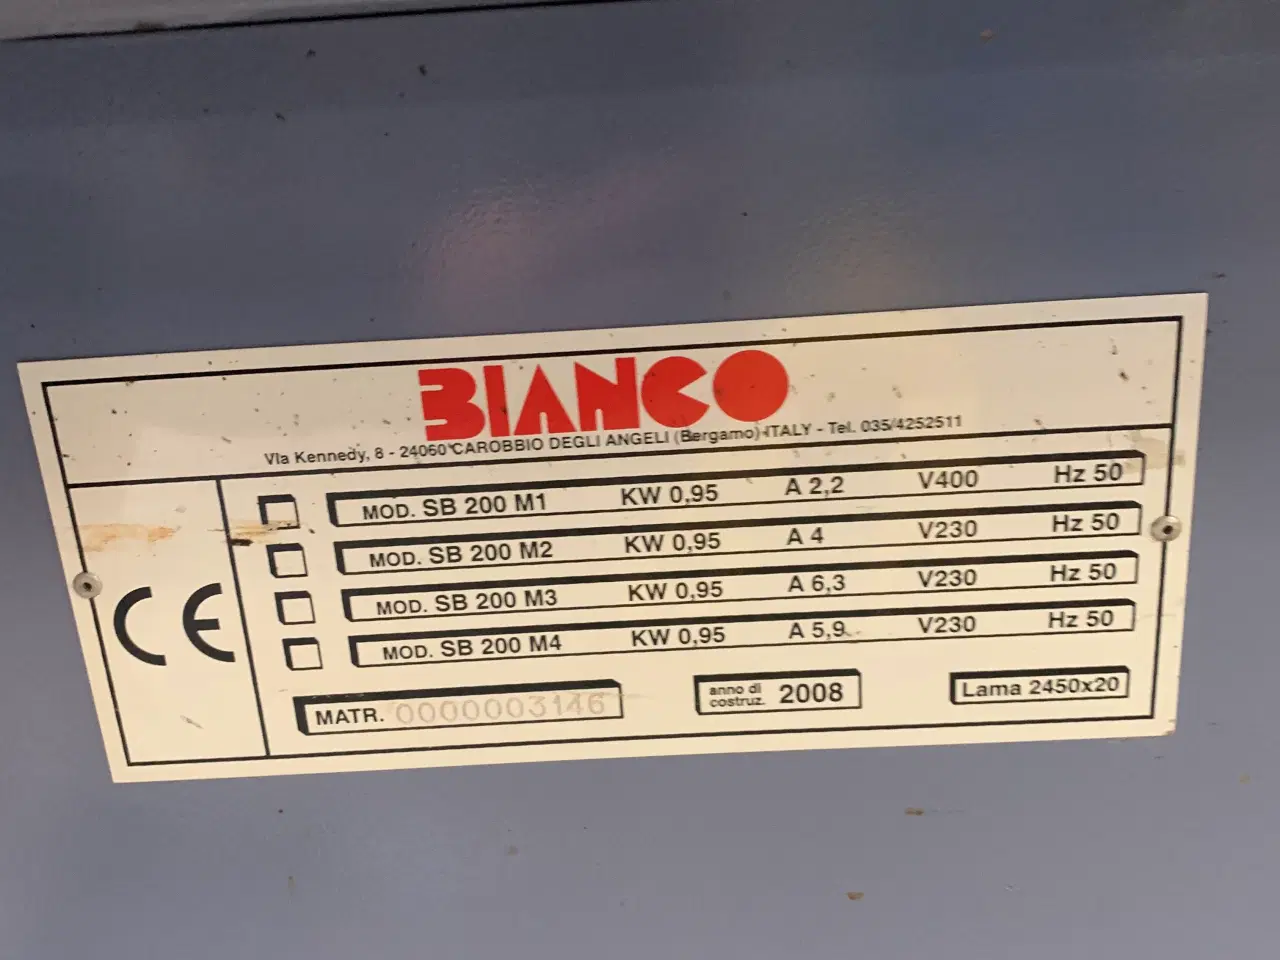 BIANCO
Via Kennedy, 8 - 24060 CAROBBIO DEGLI ANGELI (Bergamo)-ITALY - Tel. 035/4252511
MOD. SB 200 M1 KW 0,95 A 2,2 V400 Hz 50
MOD. SB 200 M2 KW 0,95 A 4 V230 Hz 50
MOD. SB 200 M3 KW 0,95 A 6,3 V230 Hz 50
MOD. SB 200 M4 KW 0,95 A 5,9 V230 Hz 50
CE
MATR. 0000003146
anno di
costruz. 2008
Lama 2450x20